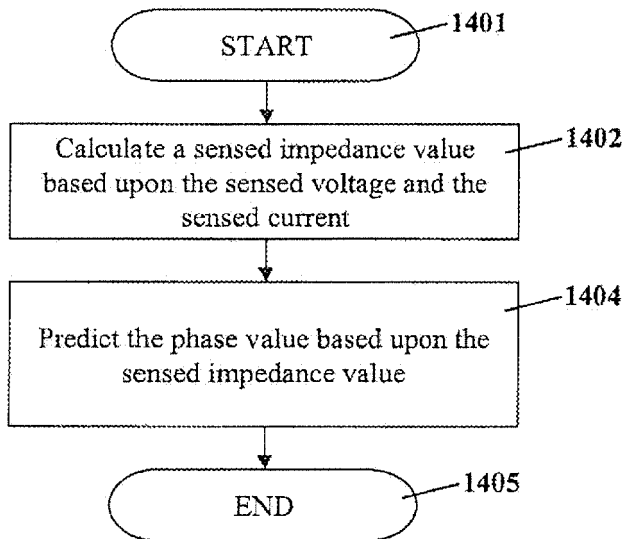 START
1401
Calculate a sensed impedance value
based upon the sensed voltage and the
sensed current
1402
Predict the phase value based upon the
sensed impedance value
1404
END
1405